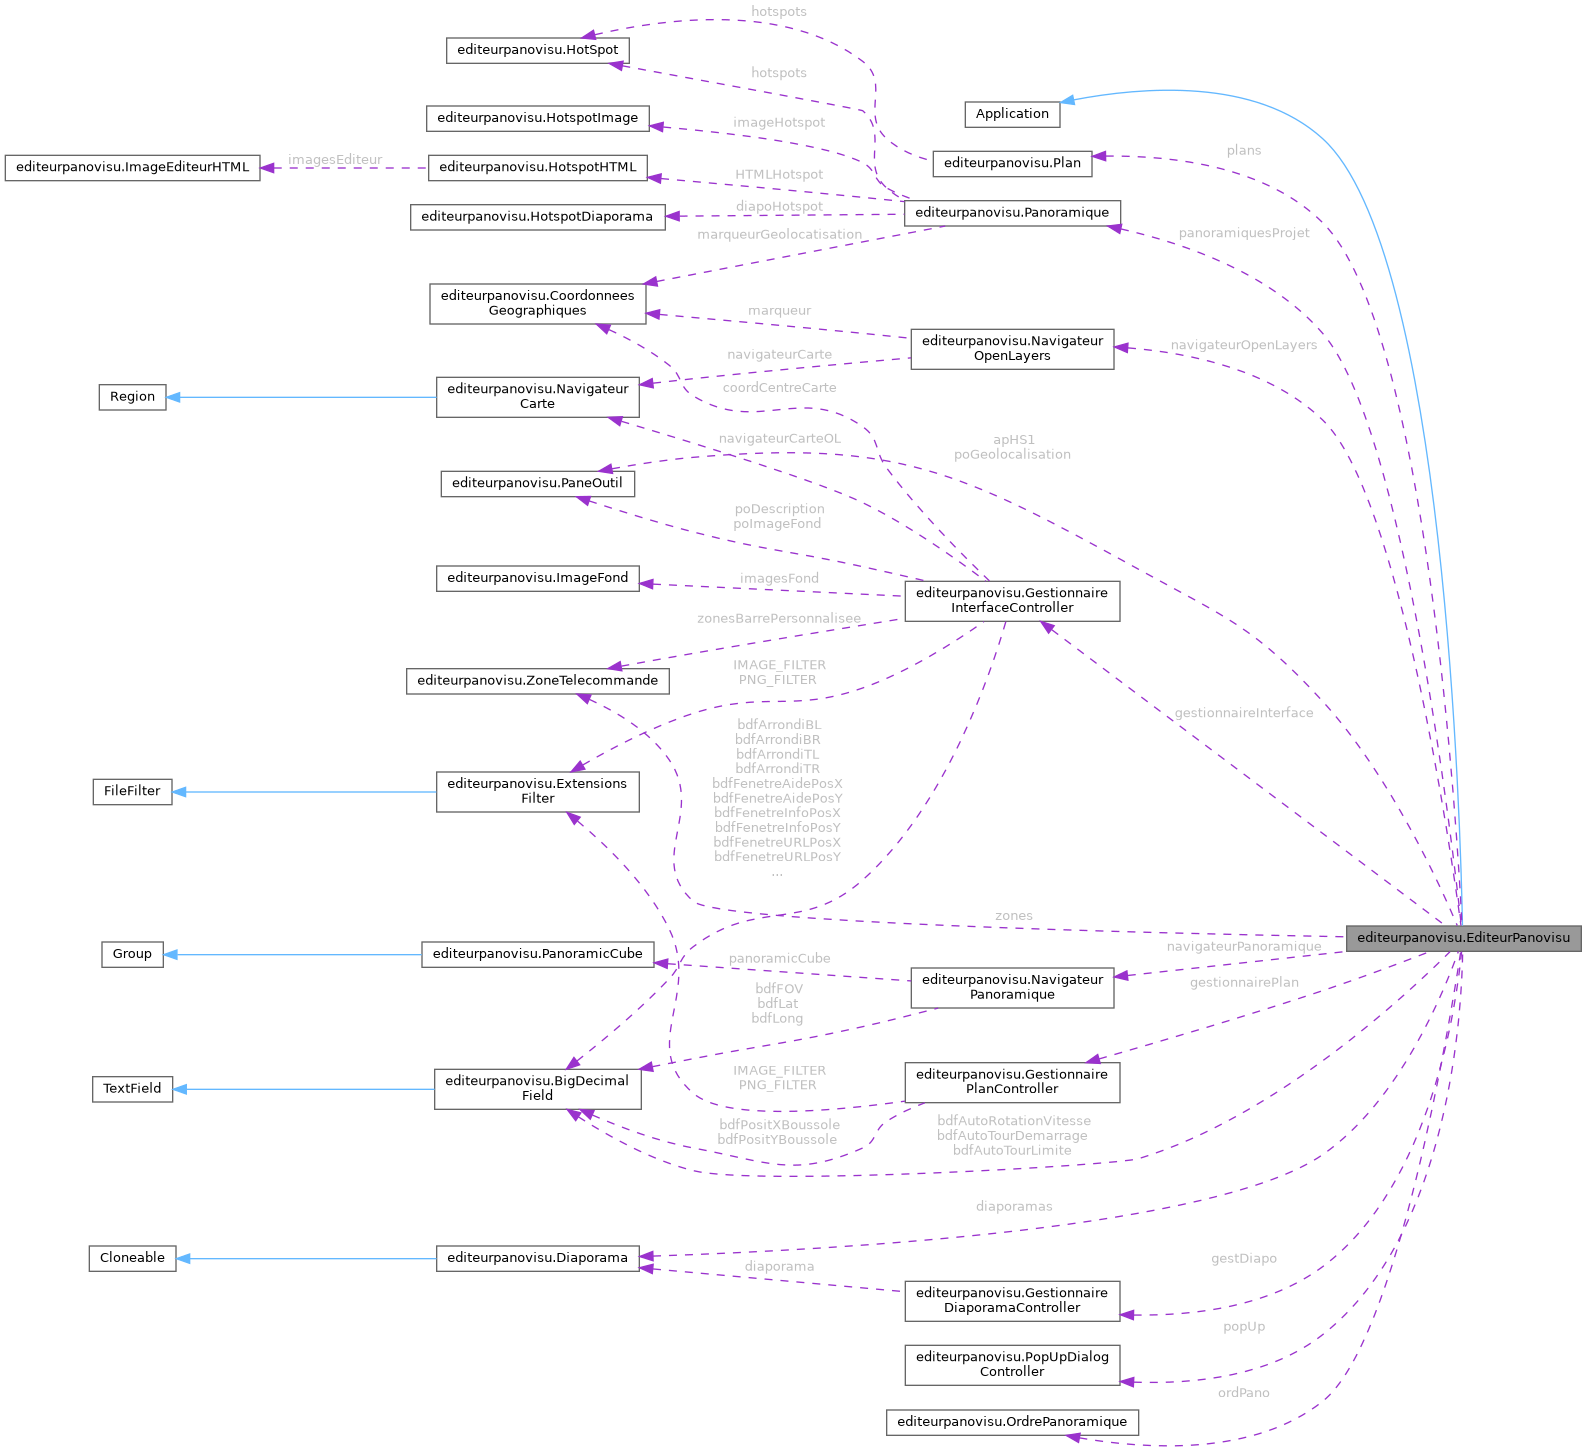 hotspots
editeurpanovisu.HotSpot
hotspots
Application
editeurpanovisu.HotspotImage
imageHotspot
plans
editeurpanovisu.ImageEditeurHTML
imagesEditeur
editeurpanovisu.HotspotHTML
editeurpanovisu.Plan
HTMLHotspot
diapoHotspot
editeurpanovisu.HotspotDiaporama
editeurpanovisu.Panoramique
marqueurGeolocatisation
panoramiquesProjet
editeurpanovisu.Coordonnees
Geographiques
marqueur
editeurpanovisu.Navigateur
OpenLayers
navigateurOpenLayers
navigateurCarte
Region
editeurpanovisu.Navigateur
Carte
coordCentreCarte
navigateurCarteOL
apHS1
poGeolocalisation
editeurpanovisu.PaneOutil
poDescription
poImageFond
editeurpanovisu.ImageFond
imagesFond
editeurpanovisu.Gestionnaire
InterfaceController
zonesBarrePersonnalisee
editeurpanovisu.ZoneTelecommande
IMAGE_FILTER
PNG_FILTER
gestionnaireInterface
bdfArrondiBL
bdfArrondiBR
bdfArrondiTL
bdfArrondiTR
bdfFenetreAidePosX
bdfFenetreAidePosY
bdfFenetreInfoPosX
bdfFenetreInfoPosY
bdfFenetreURLPosX
bdfFenetreURLPosY
...
FileFilter
editeurpanovisu.Extensions
Filter
zones
editeurpanovisu.EditeurPanovisu
Group
editeurpanovisu.PanoramicCube
panoramicCube
navigateurPanoramique
editeurpanovisu.Navigateur
Panoramique
gestionnairePlan
bdfFOV
bdfLat
bdfLong
TextField
editeurpanovisu.BigDecimal
Field
IMAGE_FILTER
PNG_FILTER
editeurpanovisu.Gestionnaire
PlanController
bdfPositXBoussole
bdfPositYBoussole
bdfAutoRotationVitesse
bdfAutoTourDemarrage
bdfAutoTourLimite
diaporamas
Cloneable
editeurpanovisu.Diaporama
diaporama
gestDiapo
editeurpanovisu.Gestionnaire
DiaporamaController
popUp
editeurpanovisu.PopUpDialog
Controller
ordPano
editeurpanovisu.OrdrePanoramique